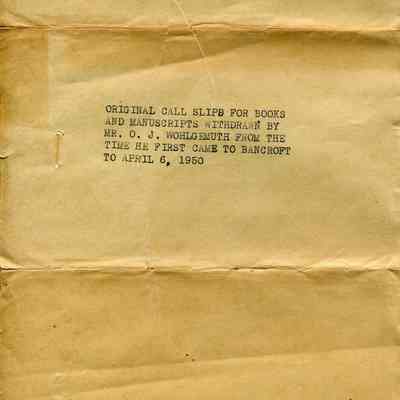 ORIGINAL CALL SLIPS FOR BOOKS
AND MANUSCRIPTS WITHDRAWN BY
MR. O. J. WOHLGEMUTH FROM THE
TIME HE FIRST CAME TO BANCROFT
TO APRIL 6, 1950